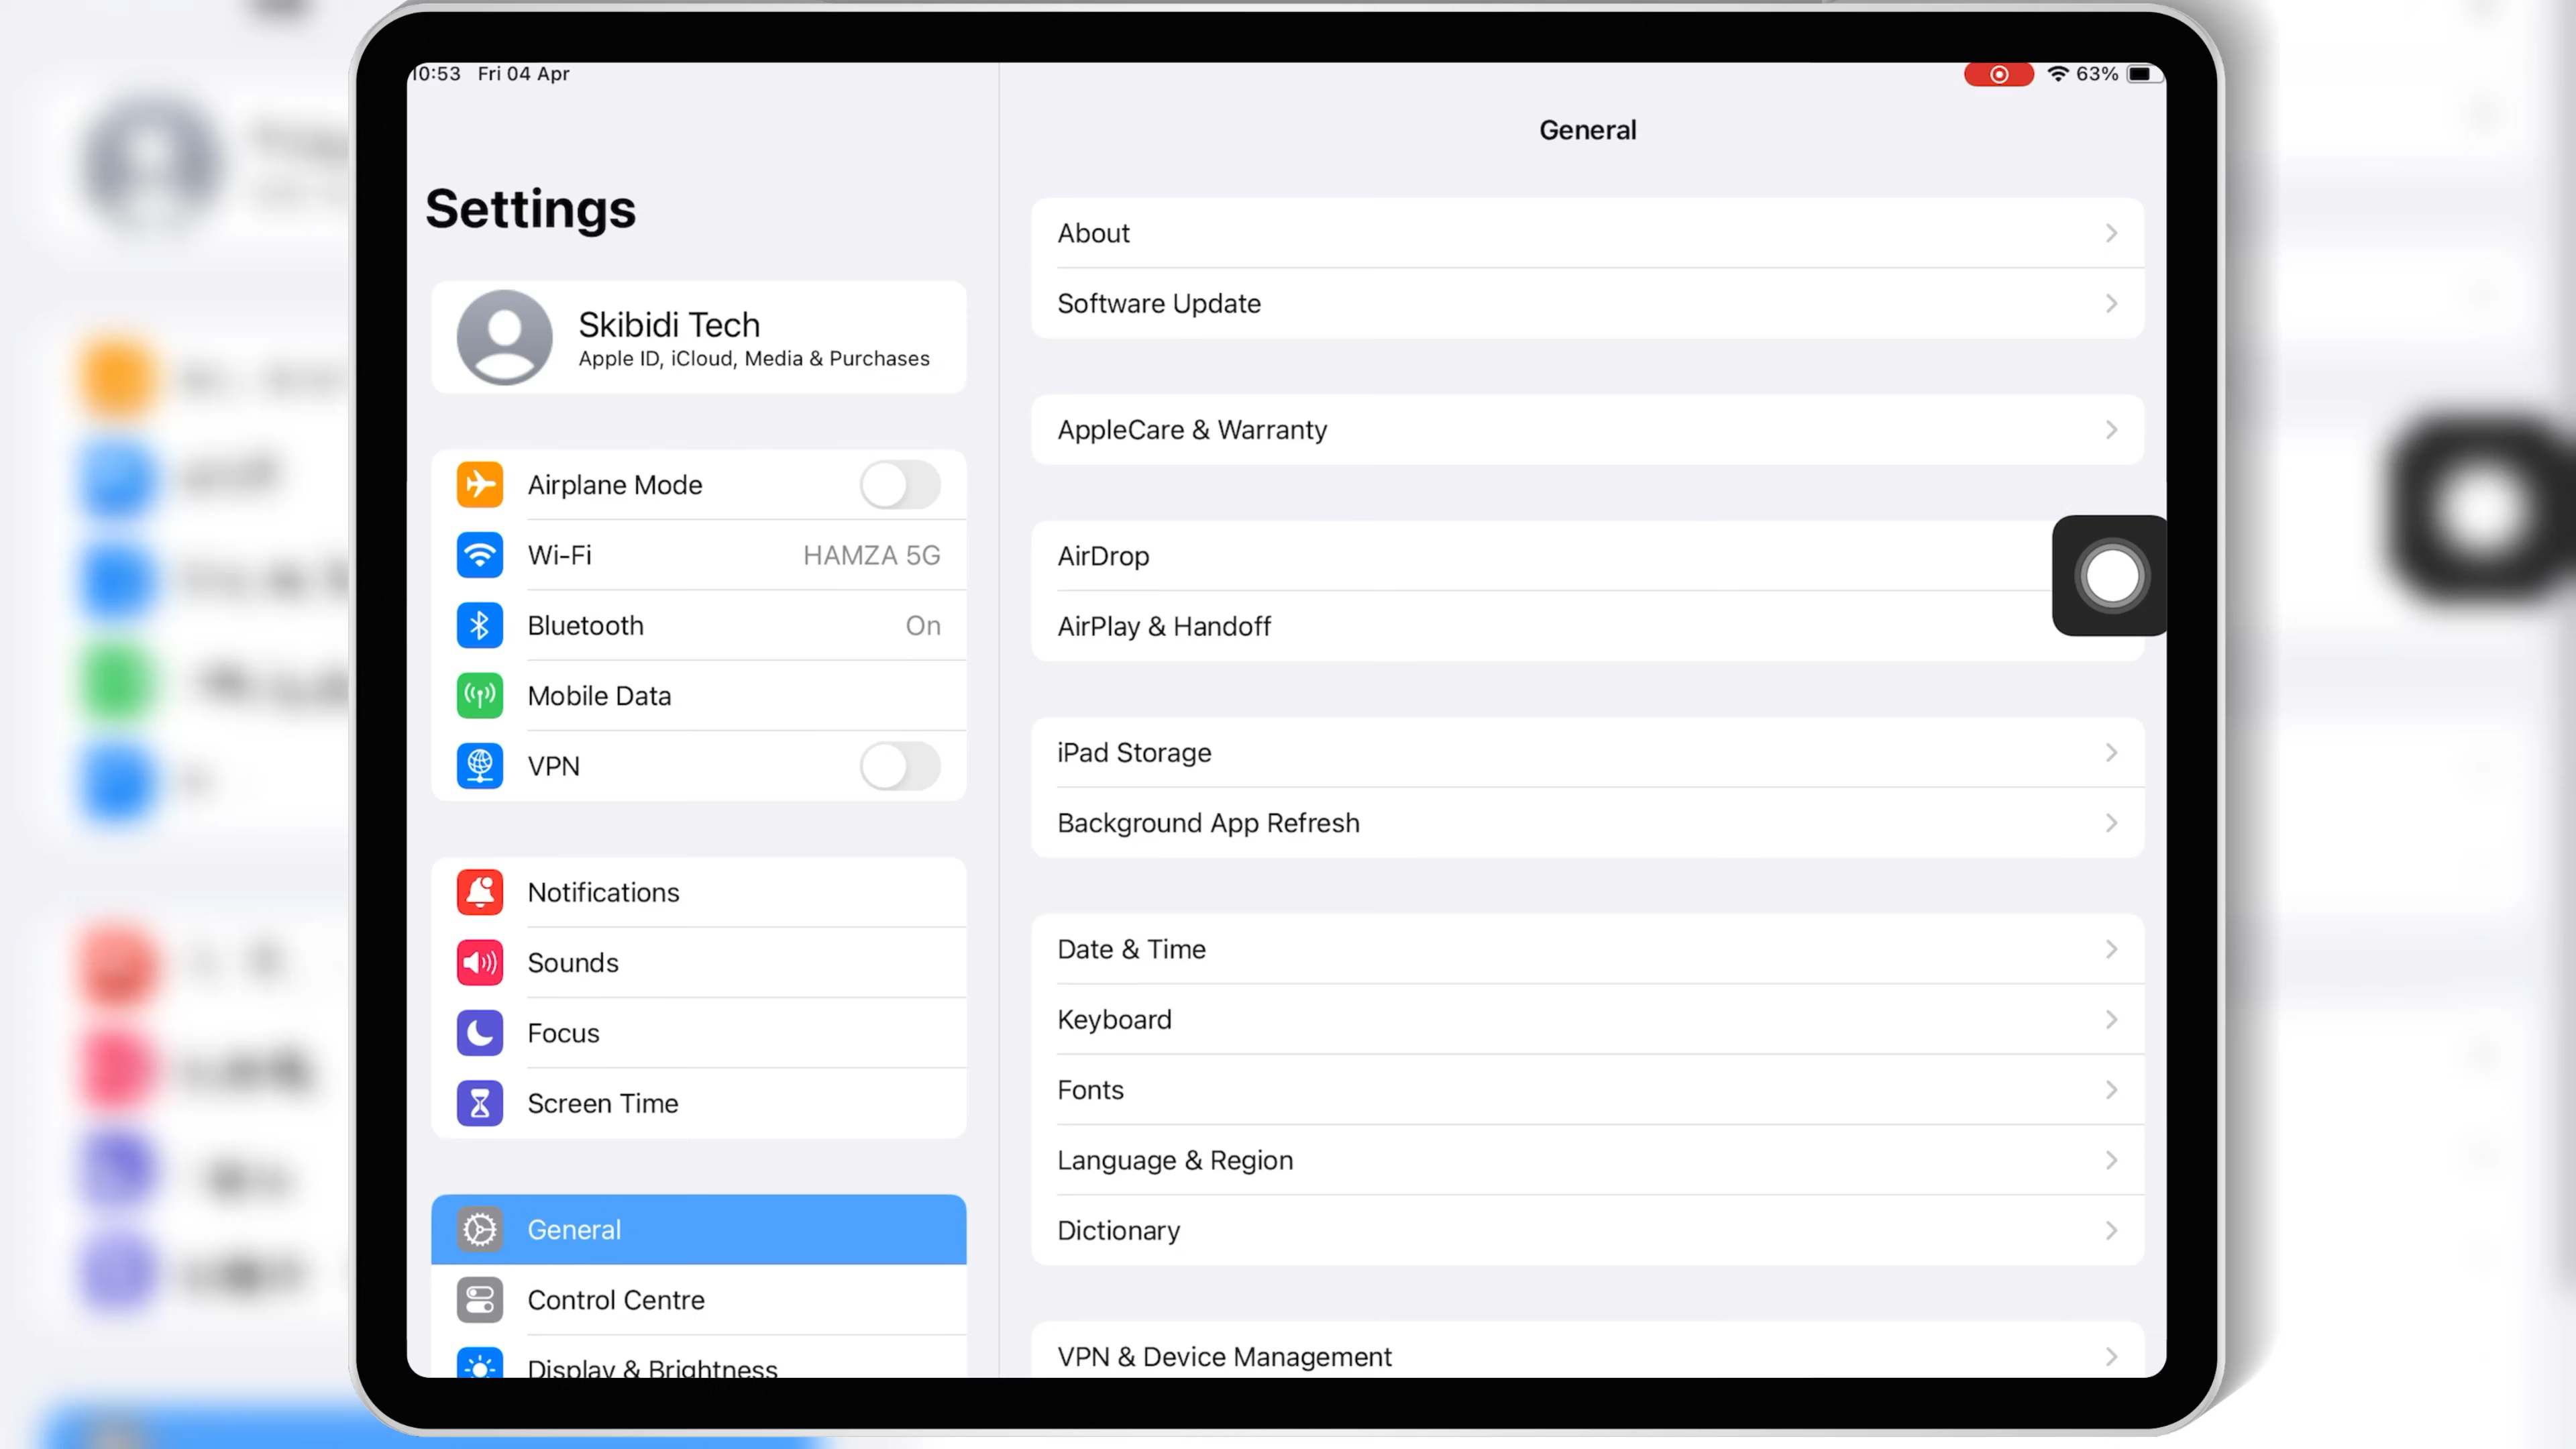 10:53 Fri 04 Apr
63%
Settings
Skibidi Tech
Apple ID, iCloud, Media & Purchases
Airplane Mode
Wi-Fi HAMZA 5G
Bluetooth On
Mobile Data
VPN
Notifications
Sounds
Focus
Screen Time
General
Control Centre
Display & Brightness
General
About
Software Update
AppleCare & Warranty
AirDrop
AirPlay & Handoff
iPad Storage
Background App Refresh
Date & Time
Keyboard
Fonts
Language & Region
Dictionary
VPN & Device Management